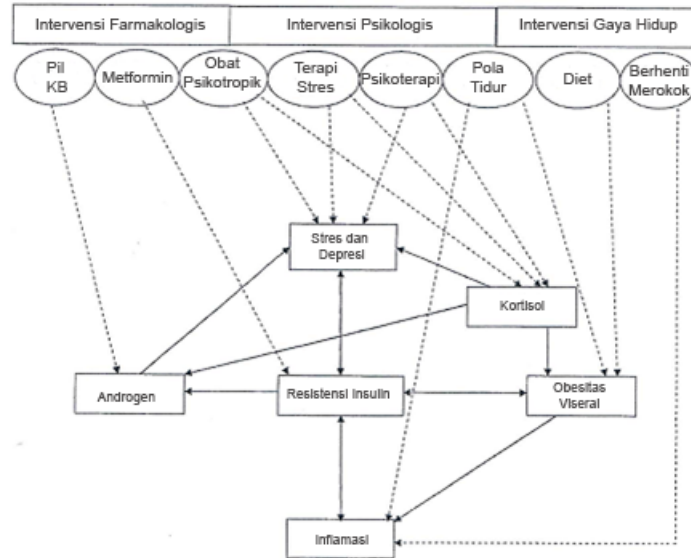 Intervensi Farmakologis
Intervensi Psikologis
Intervensi Gaya Hidup
Pil
KB
Metformin
Obat
Psikotropik
Terapi
Stres
Psikoterapi
Pola
Tidur
Diet
Berhenti
Merokok
Stres dan
Depresi
Kortisol
Androgen
Resistensi Insulin
Obesitas
Viseral
Inflamasi